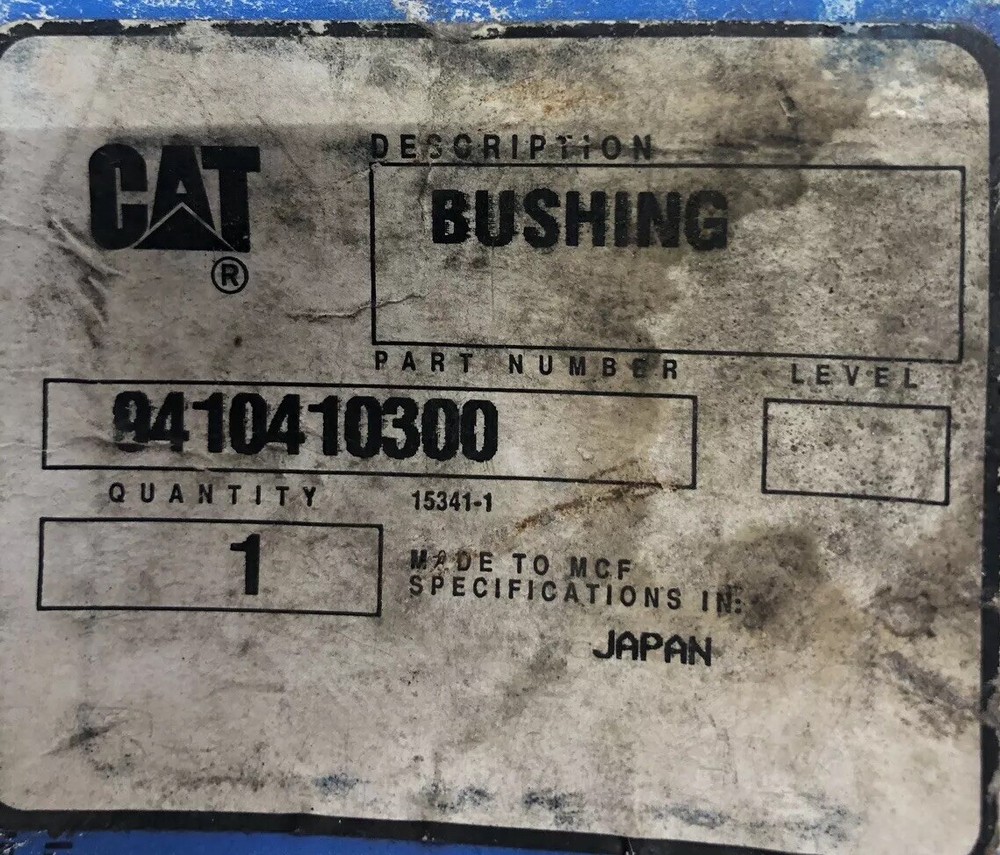 CAT
®
DESCRIPTION
BUSHING
PART NUMBER
LEVEL
9410410300
QUANTITY
15341-1
1
MADE TO MCF
SPECIFICATIONS IN:
JAPAN